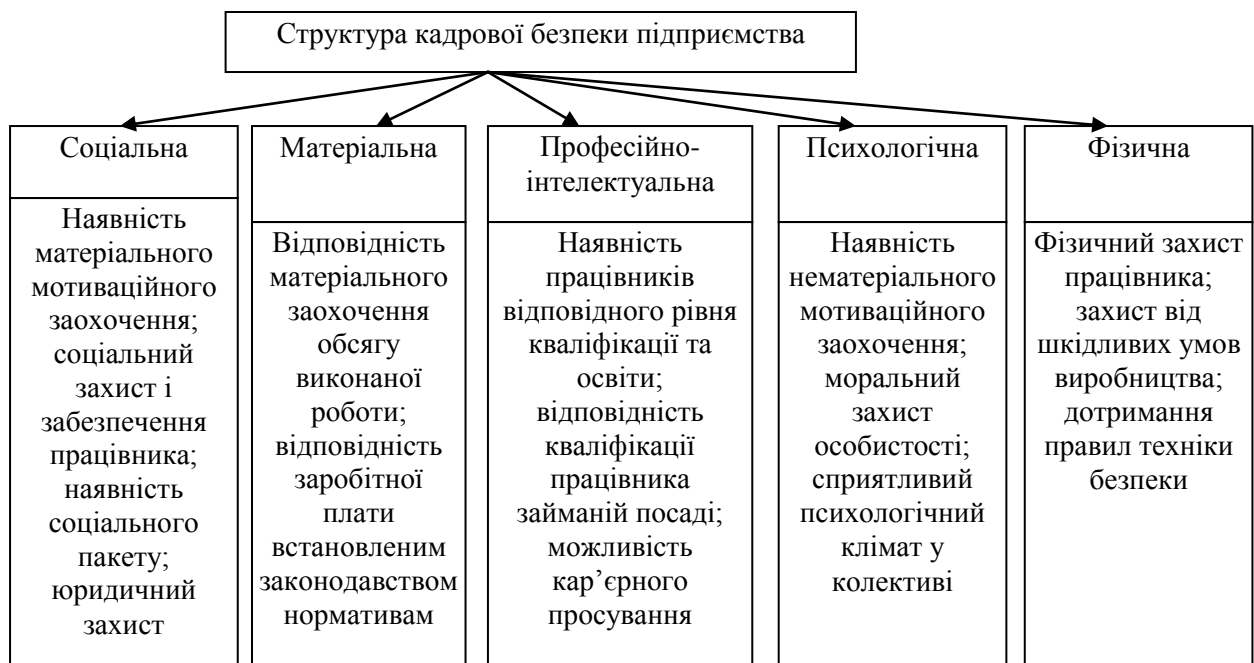 Структура кадрової безпеки підприємства
Соціальна
Наявність
матеріального
мотиваційного
заохочення;
соціальний
захист і
забезпечення
працівника;
наявність
соціального
пакету;
юридичний
захист
Матеріальна
Відповідність
матеріального
заохочення
обсягу
виконаної
роботи;
відповідність
заробітної
плати
встановленим
законодавством
нормативам
Професійно-
інтелектуальна
Наявність
працівників
відповідного рівня
кваліфікації та
освіти;
відповідність
кваліфікації
працівника
займаній посаді;
можливість
кар’єрного
просування
Психологічна
Наявність
нематеріального
мотиваційного
заохочення;
моральний
захист
особистості;
сприятливий
психологічний
клімат у
колективі
Фізична
Фізичний захист
працівника;
захист від
шкідливих умов
виробництва;
дотримання
правил техніки
безпеки